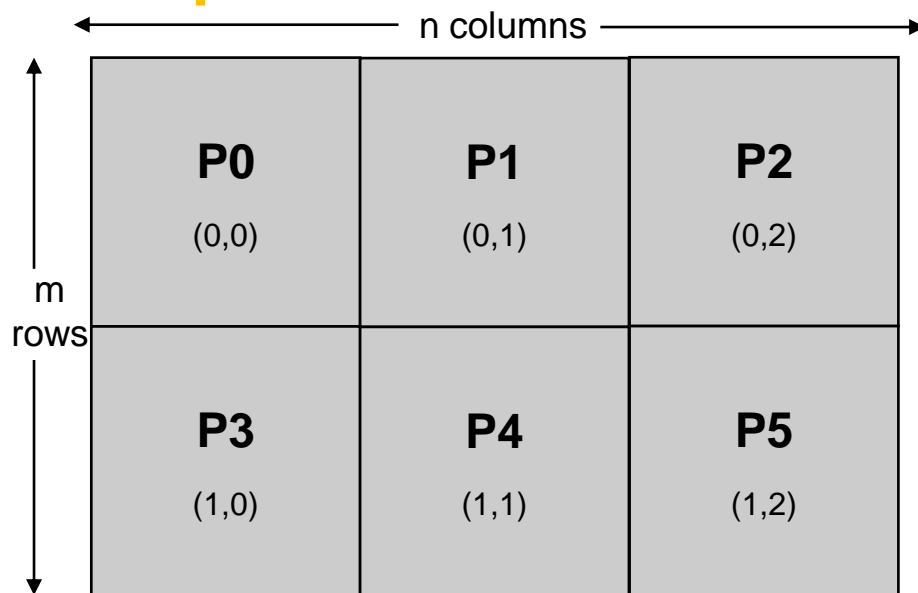 n columns
P0 P1 P2
(0,0) (0,1) (0,2)
m
rows
P3 P4 P5
(1,0) (1,1) (1,2)